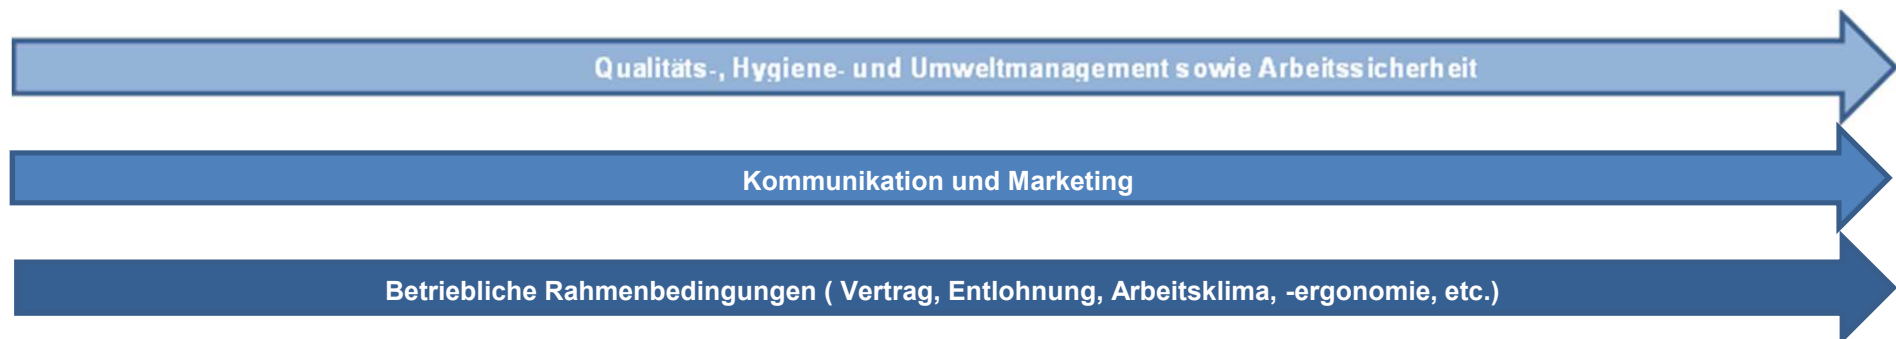 Qualitäts-, Hygiene- und Umweltmanagement sowie Arbeitssicherheit
Kommunikation und Marketing
Betriebliche Rahmenbedingungen ( Vertrag, Entlohnung, Arbeitsklima, -ergonomie, etc.)